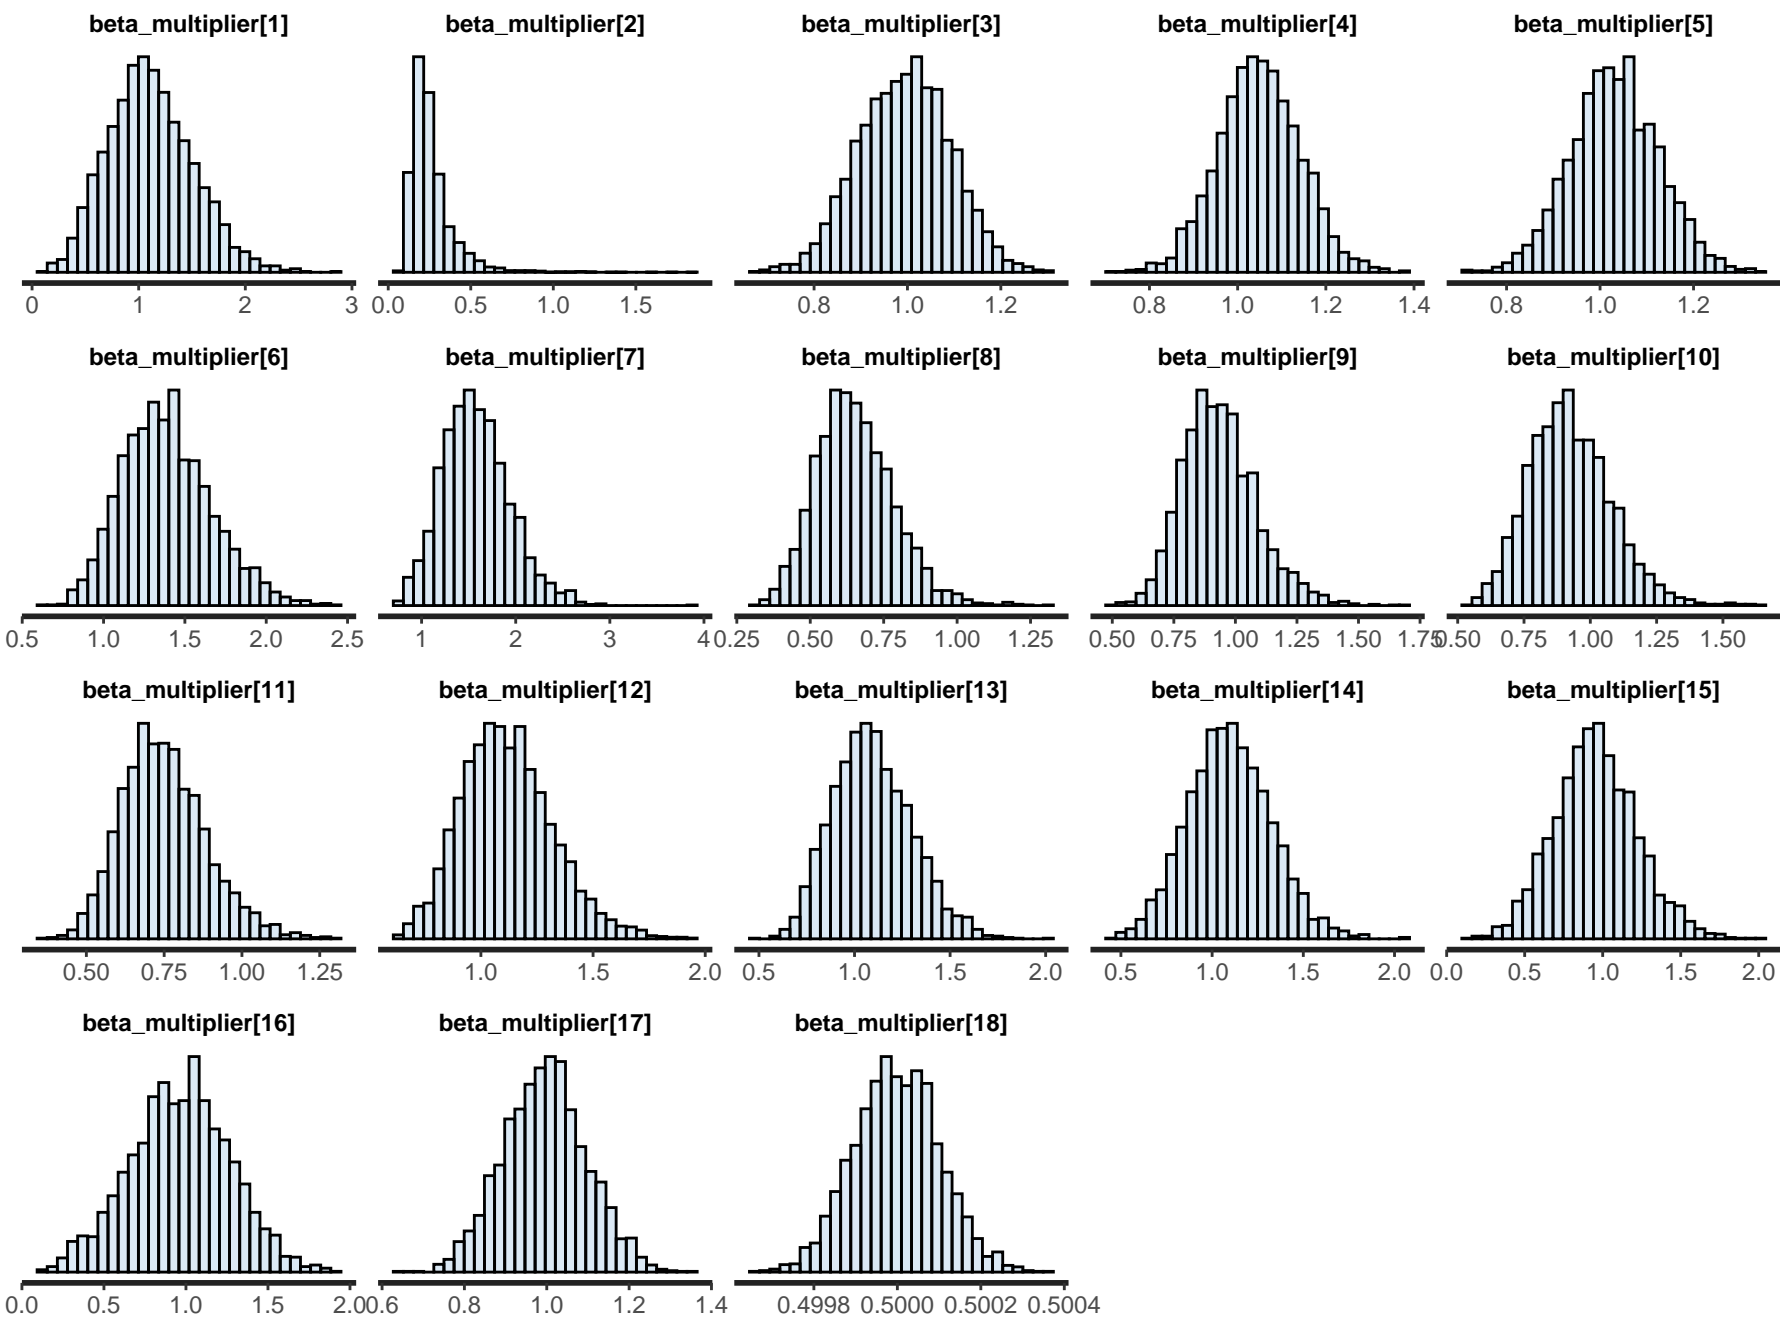 beta_multiplier[1] beta_multiplier[2] beta_multiplier[3] beta_multiplier[4] beta_multiplier[5]
0 1 2 3 0.0 0.5 1.0 1.5 0.8 1.0 1.2 0.8 1.0 1.2 1.4 0.8 1.0 1.2
beta_multiplier[6] beta_multiplier[7] beta_multiplier[8] beta_multiplier[9] beta_multiplier[10]
0.5 1.0 1.5 2.0 2.5 1 2 3 4 0.25 0.50 0.75 1.00 1.25 0.50 0.75 1.00 1.25 1.50 1.75 0.50 0.75 1.00 1.25 1.50
beta_multiplier[11] beta_multiplier[12] beta_multiplier[13] beta_multiplier[14] beta_multiplier[15]
0.50 0.75 1.00 1.25 1.0 1.5 2.0 0.5 1.0 1.5 2.0 0.5 1.0 1.5 2.0 0.0 0.5 1.0 1.5 2.0
beta_multiplier[16] beta_multiplier[17] beta_multiplier[18]
0.0 0.5 1.0 1.5 2.0 0.6 0.8 1.0 1.2 1.4 0.4998 0.5000 0.5002 0.5004